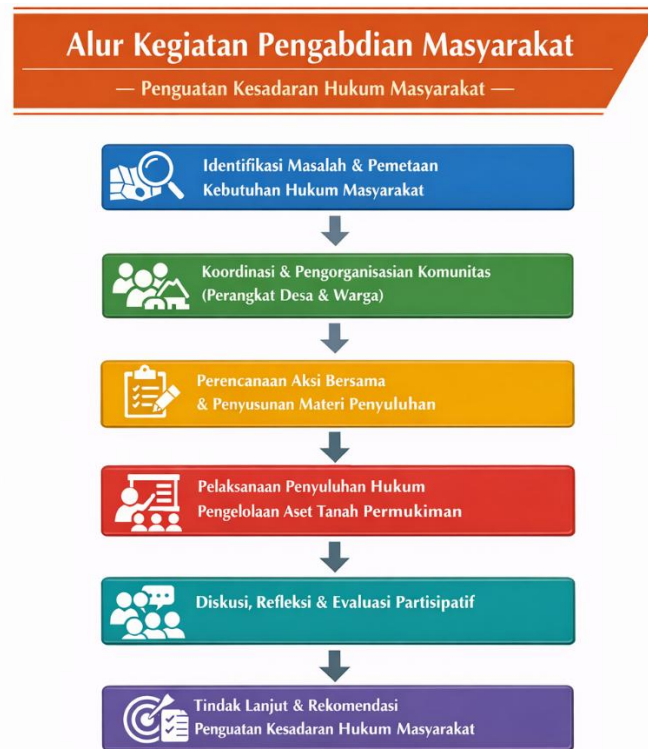 Alur Kegiatan Pengabdian Masyarakat
— Penguatan Kesadaran Hukum Masyarakat —
Identifikasi Masalah & Pemetaan
Kebutuhan Hukum Masyarakat
Koordinasi & Pengorganisasian Komunitas
(Perangkat Desa & Warga)
Perencanaan Aksi Bersama
& Penyusunan Materi Penyuluhan
Pelaksanaan Penyuluhan Hukum
Pengelolaan Aset Tanah Permukiman
Diskusi, Refleksi & Evaluasi Partisipatif
Tindak Lanjut & Rekomendasi
Penguatan Kesadaran Hukum Masyarakat